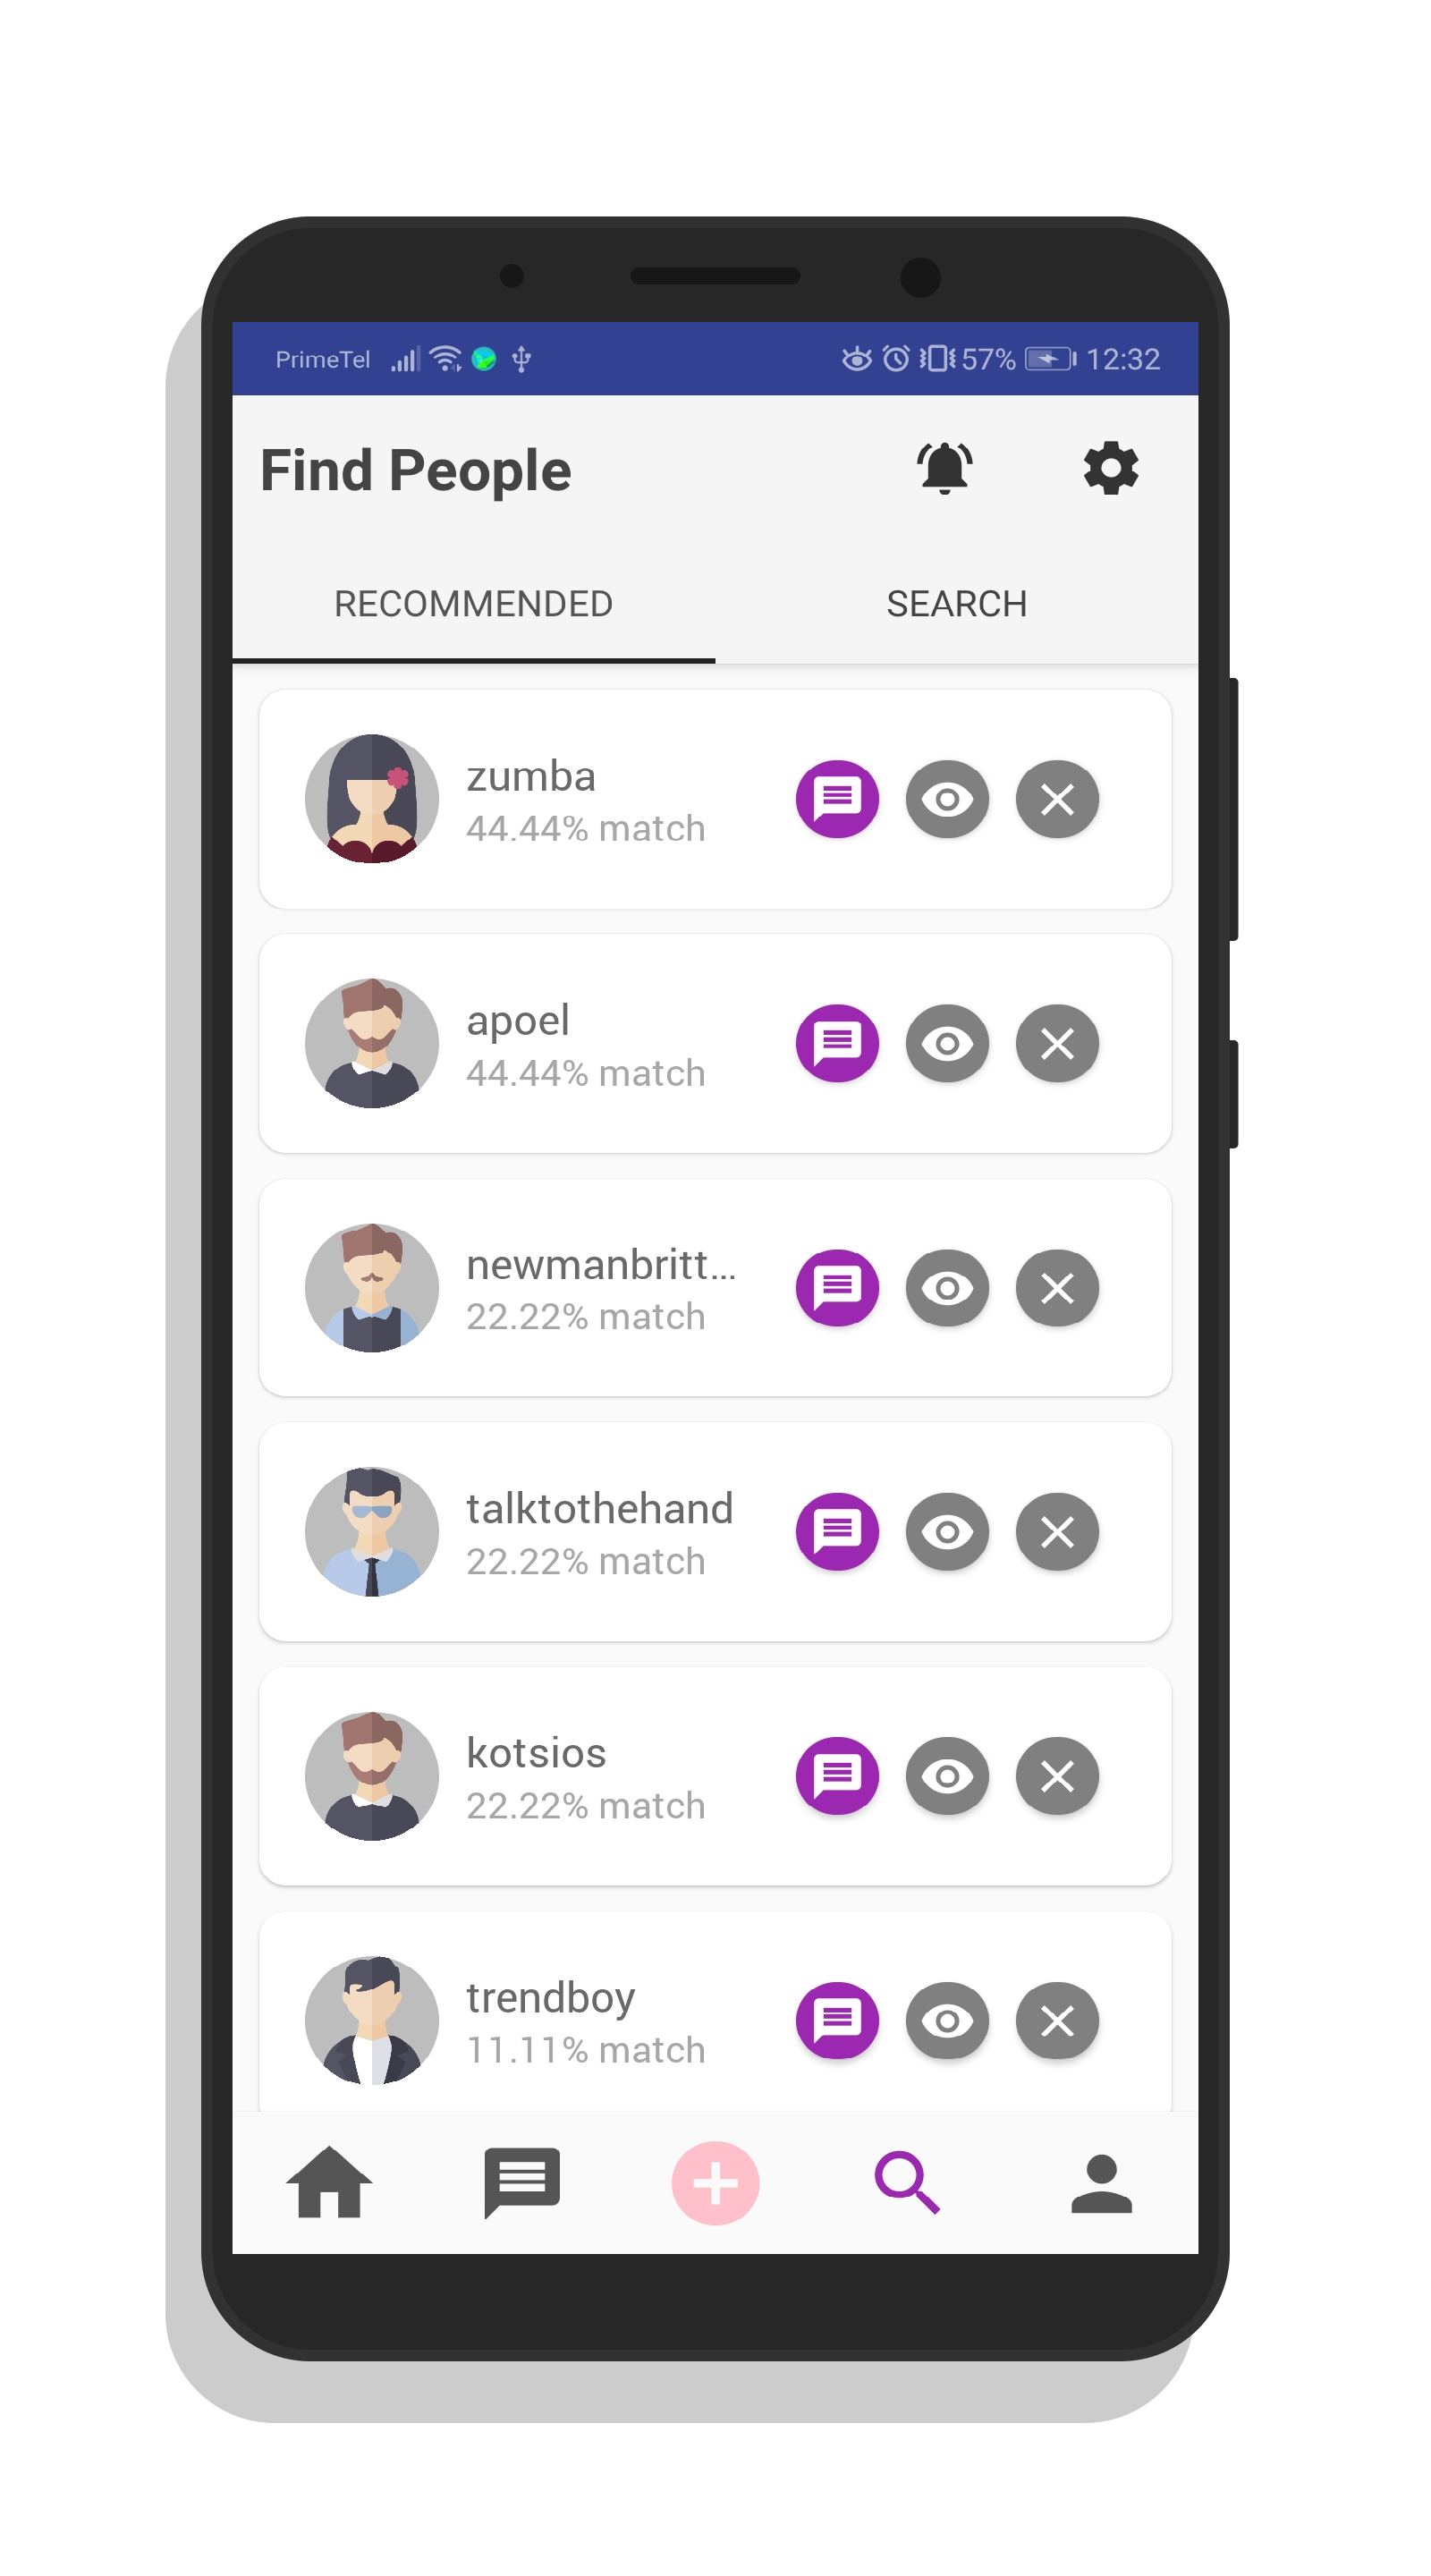 PrimeTel 57% 12:32
Find People
RECOMMENDED SEARCH
zumba
44.44% match
apoel
44.44% match
newmanbritt...
22.22% match
talktothehand
22.22% match
kotsios
22.22% match
trendboy
11.11% match